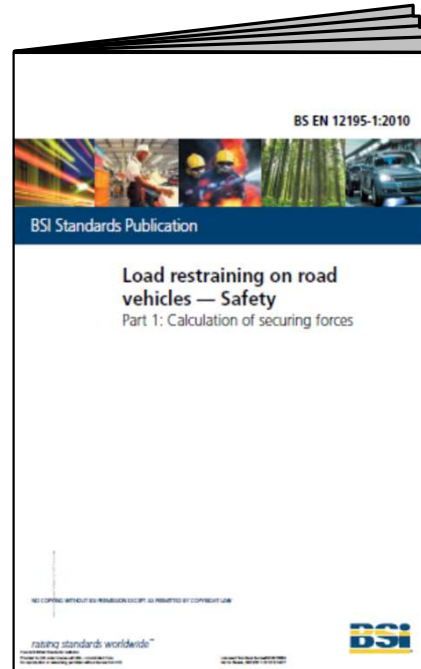 BS EN 12195-1:2010
BSI Standards Publication
Load restraining on road
vehicles — Safety
Part 1: Calculation of securing forces
NO COPYING WITHOUT BSI PERMISSION EXCEPT AS PERMITTED BY COPYRIGHT LAW
raising standards worldwide™
BSi